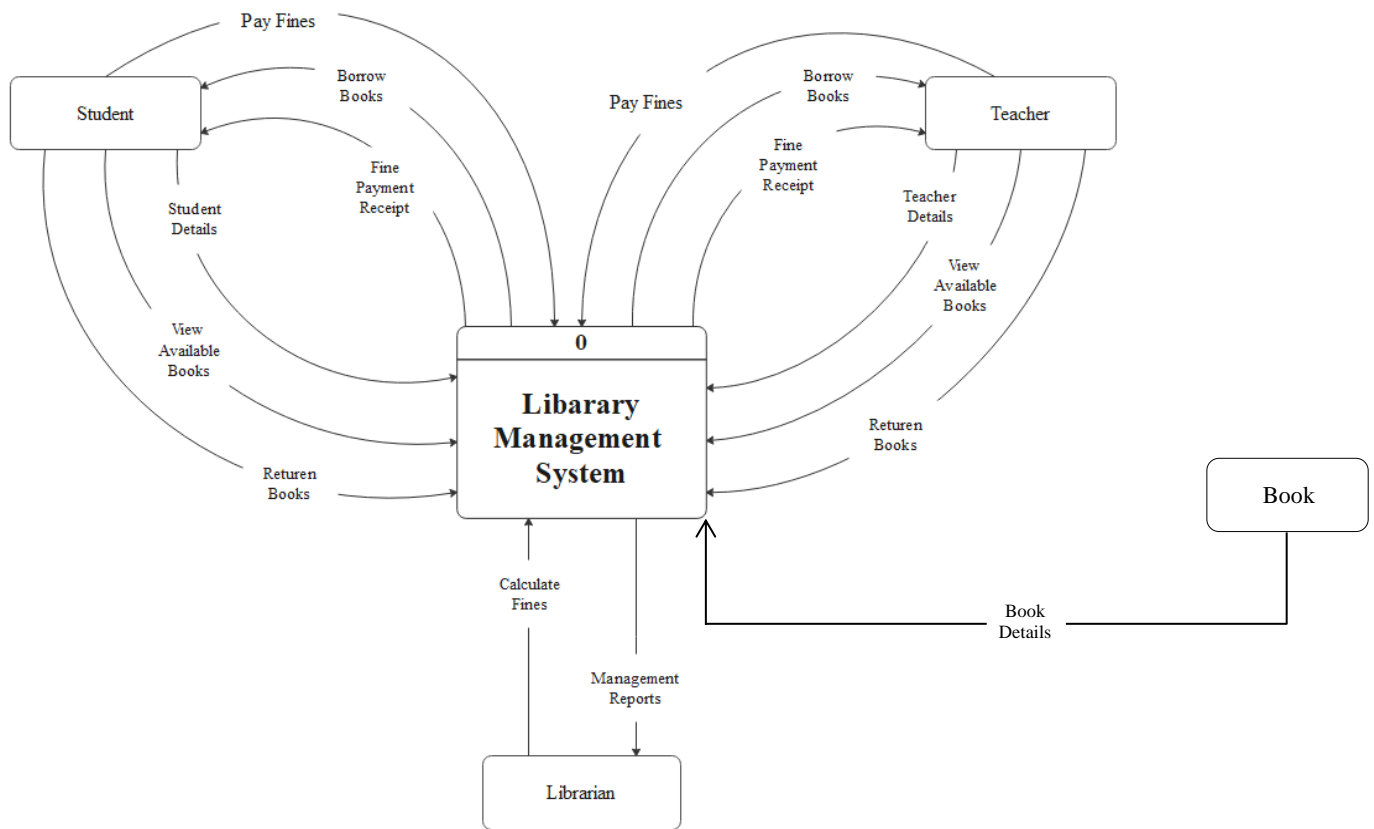 Pay Fines
Borrow
Books
Student
Fine
Payment
Receipt
Student
Details
View
Available
Books
Returen
Books
Pay Fines
Borrow
Books
Teacher
Fine
Payment
Receipt
Teacher
Details
View
Available
Books
Returen
Books
0
Libarary
Management
System
Book
Book
Details
Calculate
Fines
Management
Reports
Librarian